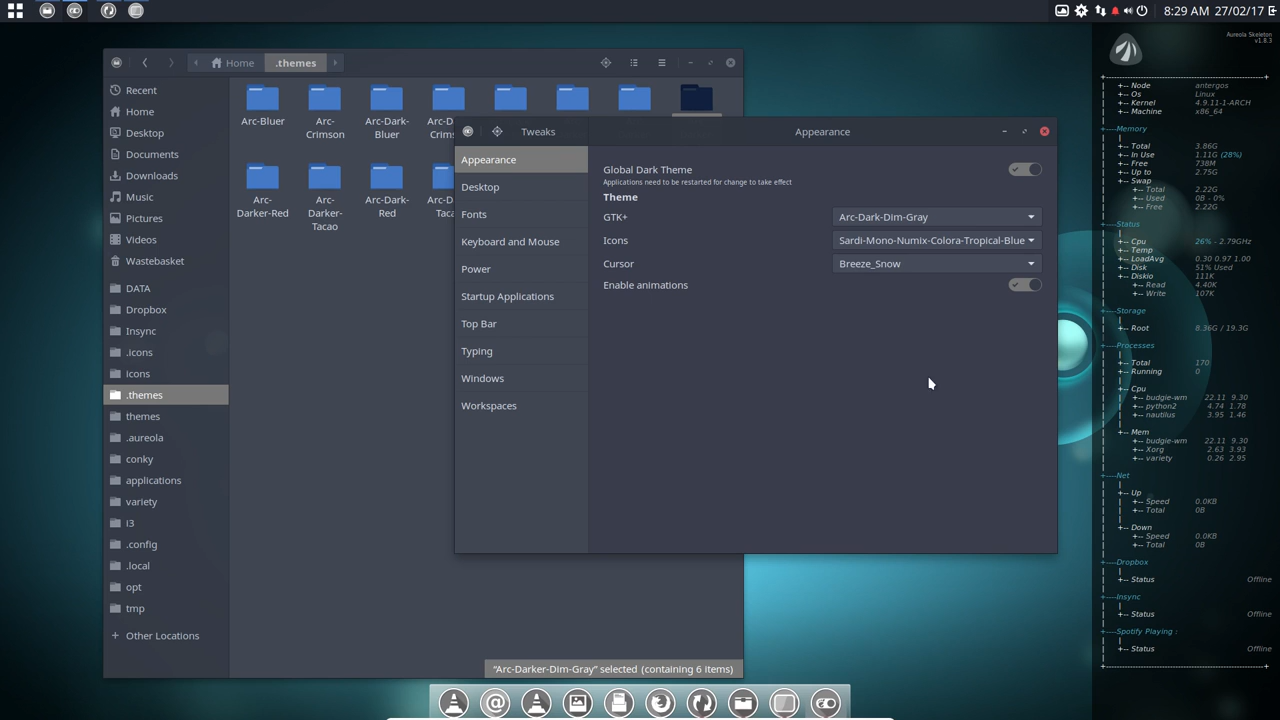 8:29 AM 27/02/17
Home
.themes
Recent
Home
Desktop
Documents
Downloads
Music
Pictures
Videos
Wastebasket
DATA
Dropbox
Insync
.icons
icons
.themes
themes
.aureola
conky
applications
variety
i3
.config
.local
opt
tmp
+ Other Locations
Arc-Bluer
Arc-
Crimson
Arc-Dark-
Bluer
Arc-D
Crims
Arc-
Darker-Red
Arc-
Darker-
Tacao
Arc-Dark-
Red
Arc-D
Taca
"Arc-Darker-Dim-Gray" selected (containing 6 items)
Tweaks
Appearance
Appearance
Desktop
Fonts
Keyboard and Mouse
Power
Startup Applications
Top Bar
Typing
Windows
Workspaces
Global Dark Theme
Applications need to be restarted for change to take effect
Theme
GTK+ Arc-Dark-Dim-Gray
Icons Sardi-Mono-Numix-Colora-Tropical-Blue
Cursor Breeze_Snow
Enable animations
Aureola Skeleton
v1.8.3
+-- Node antergos
+-- Os Linux
+-- Kernel 4.9.11-1-ARCH
+-- Machine x86_64
+----Memory
+-- Total 3.86G
+-- In Use 1.11G (28%)
+-- Free 738M
+-- Up to 2.75G
+-- Swap
+-- Total 2.22G
+-- Used 0B - 0%
+-- Free 2.22G
+----Status
+-- Cpu 26% - 2.79GHz
+-- Temp
+-- LoadAvg 0.30 0.97 1.00
+-- Disk 51% Used
+-- Diskio 111K
+-- Read 4.40K
+-- Write 107K
+----Storage
+-- Root 8.36G / 19.3G
+----Processes
+-- Total 170
+-- Running 0
+-- Cpu
+-- budgie-wm 22.11 9.30
+-- python2 4.74 1.78
+-- nautilus 3.95 1.46
+-- Mem
+-- budgie-wm 22.11 9.30
+-- Xorg 2.63 3.93
+-- variety 0.26 2.95
+----Net
+-- Up
+-- Speed 0.0KB
+-- Total 0B
+-- Down
+-- Speed 0.0KB
+-- Total 0B
+----Dropbox
+-- Status Offline
+----Insync
+-- Status Offline
+----Spotify Playing :
+-- Status Offline